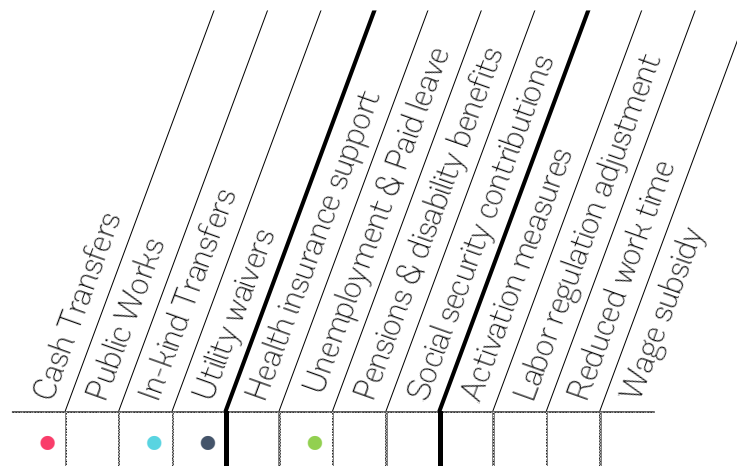 Cash Transfers
Public Works
In-kind Transfers
Utility waivers
Health insurance support
Unemployment & Paid leave
Pensions & disability benefits
Social security contributions
Activation measures
Labor regulation adjustment
Reduced work time
Wage subsidy